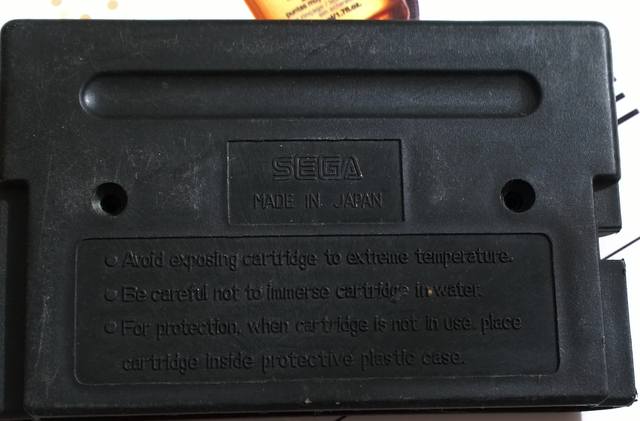 SEGA
MADE IN JAPAN
Avoid exposing cartridge to extreme temperature.
Be careful not to immerse cartridge in water.
For protection, when cartridge is not in use, place
cartridge inside protective plastic case.